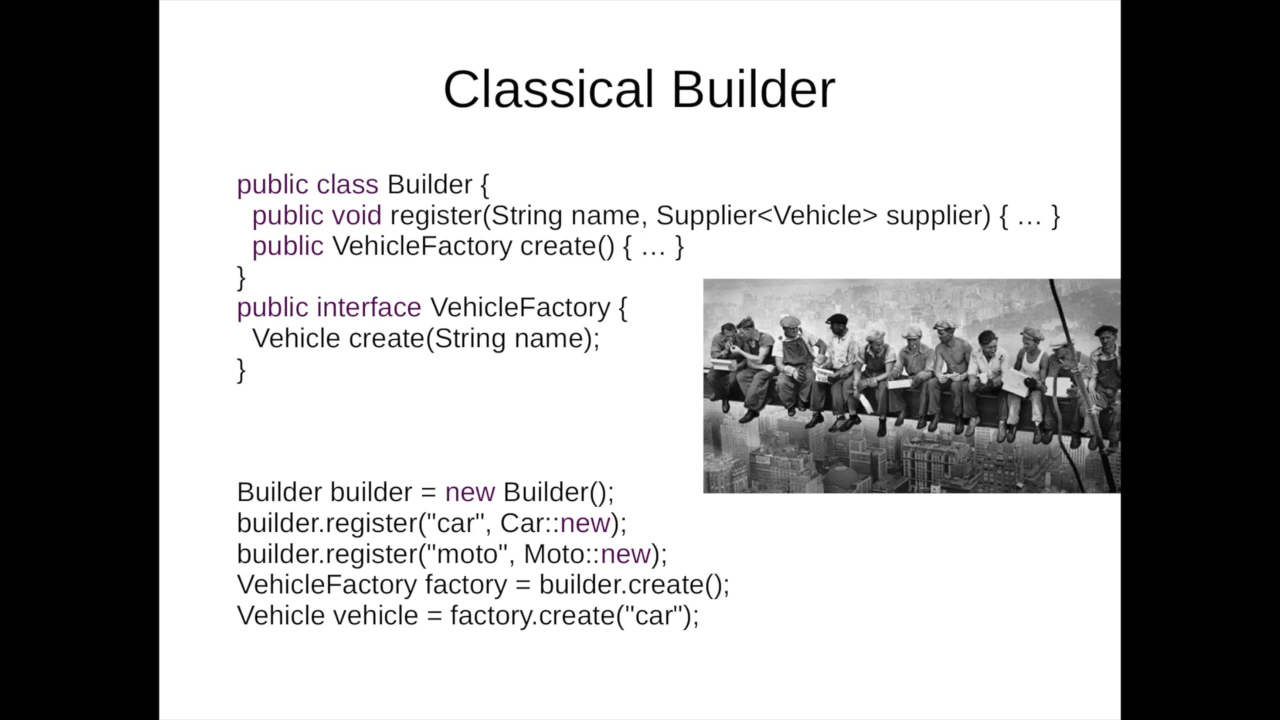 Classical Builder
public class Builder {
public void register(String name, Supplier<Vehicle> supplier) { … }
public VehicleFactory create() { … }
}
public interface VehicleFactory {
Vehicle create(String name);
}
Builder builder = new Builder();
builder.register("car", Car::new);
builder.register("moto", Moto::new);
VehicleFactory factory = builder.create();
Vehicle vehicle = factory.create("car");